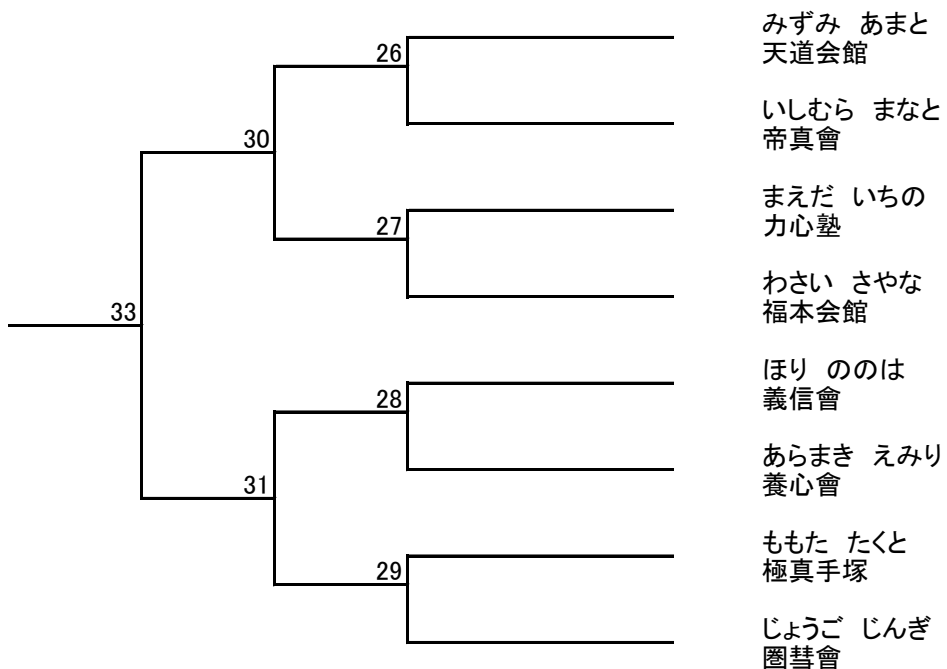 みずみ あまと
天道会館
26
いしむら まなと
帝真會
30
まえだ いちの
力心塾
27
わさい さやな
福本会館
33
ほり ののは
義信會
28
あらまき えみり
養心會
31
ももた たくと
極真手塚
29
じょうご じんぎ
圏彗會